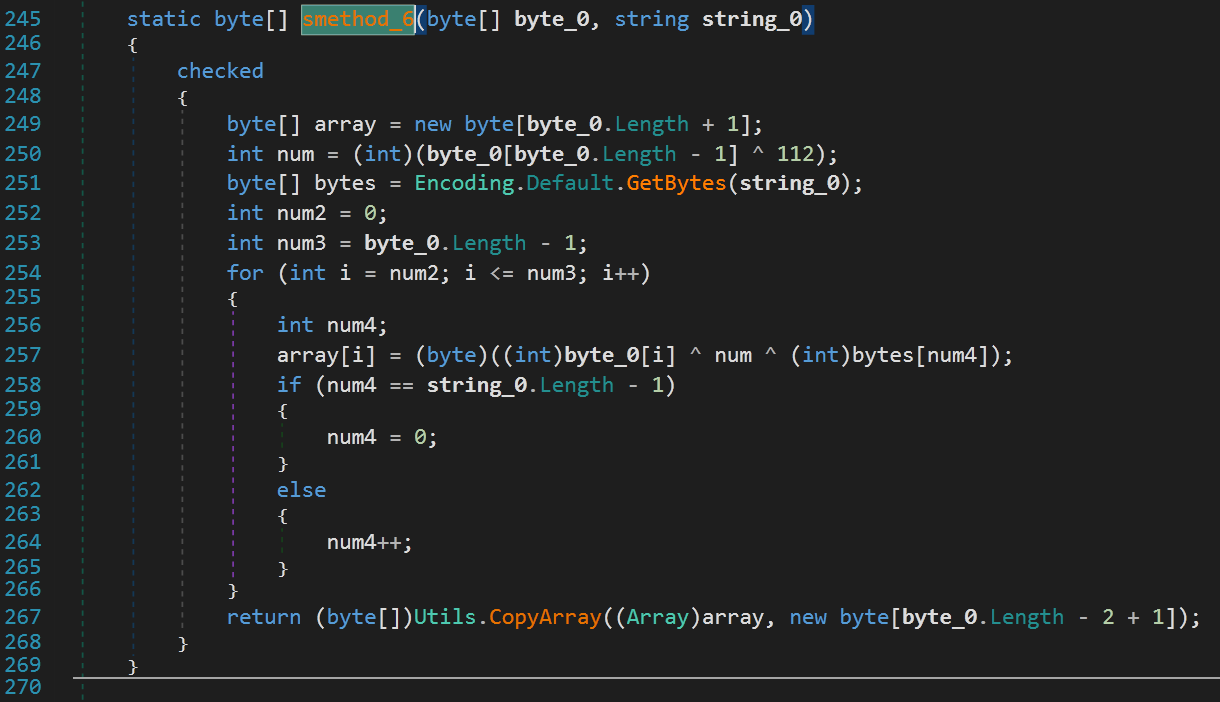 245 static byte[] smethod_6(byte[] byte_0, string string_0)
246 {
247 checked
248 {
249 byte[] array = new byte[byte_0.Length + 1];
250 int num = (int)(byte_0[byte_0.Length - 1] ^ 112);
251 byte[] bytes = Encoding.Default.GetBytes(string_0);
252 int num2 = 0;
253 int num3 = byte_0.Length - 1;
254 for (int i = num2; i <= num3; i++)
255 {
256 int num4;
257 array[i] = (byte)((int)byte_0[i] ^ num ^ (int)bytes[num4]);
258 if (num4 == string_0.Length - 1)
259 {
260 num4 = 0;
261 }
262 else
263 {
264 num4++;
265 }
266 }
267 return (byte[])Utils.CopyArray((Array)array, new byte[byte_0.Length - 2 + 1]);
268 }
269 }
270